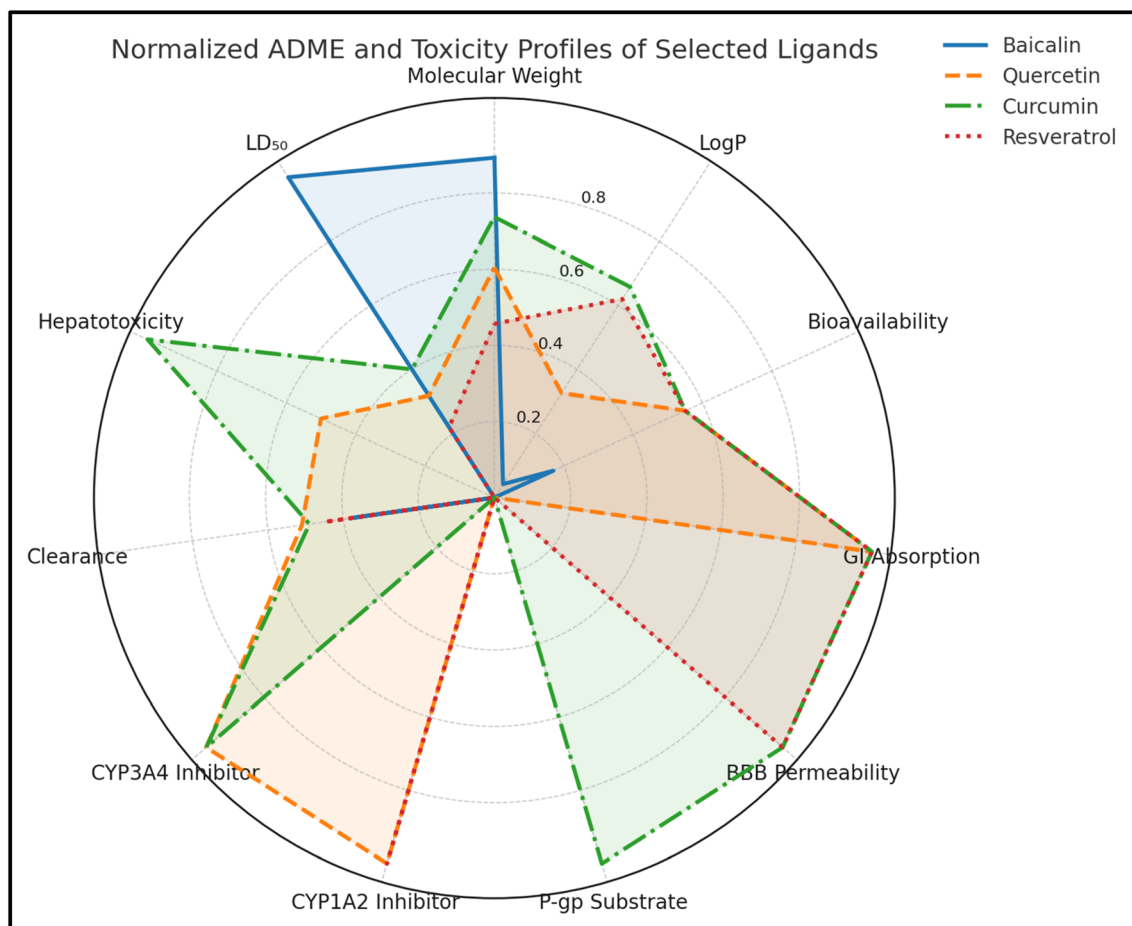 Normalized ADME and Toxicity Profiles of Selected Ligands
Baicalin
Quercetin
Curcumin
Resveratrol
Molecular Weight
LogP
Bioavailability
GI Absorption
BBB Permeability
P-gp Substrate
CYP1A2 Inhibitor
CYP3A4 Inhibitor
Clearance
Hepatotoxicity
LD₅₀
0.2
0.4
0.6
0.8